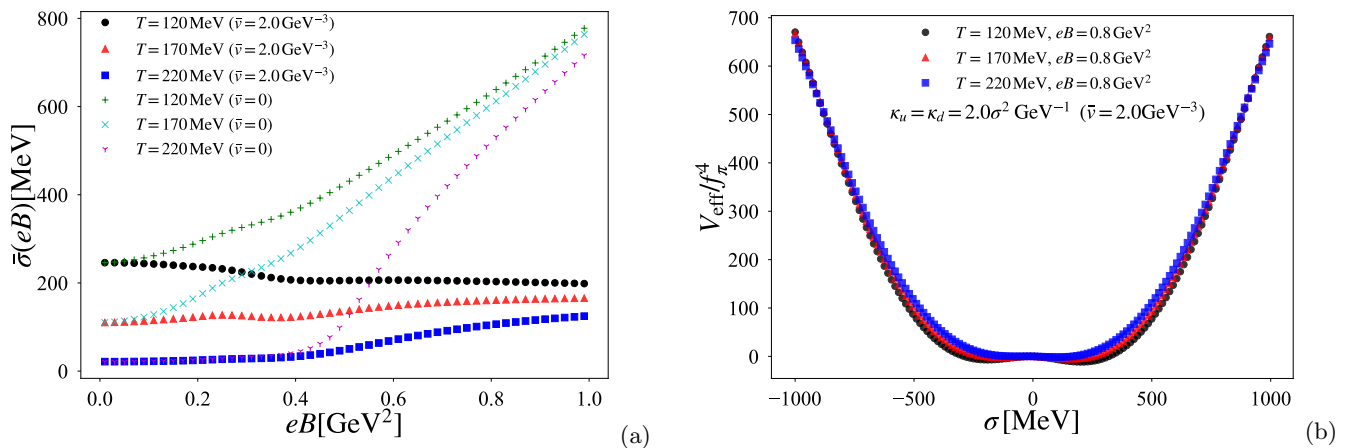 800
600
400
200
0
σ̄(eB)[MeV]
T = 120 MeV (ν̄ = 2.0 GeV⁻³)
T = 170 MeV (ν̄ = 2.0 GeV⁻³)
T = 220 MeV (ν̄ = 2.0 GeV⁻³)
T = 120 MeV (ν̄ = 0)
T = 170 MeV (ν̄ = 0)
T = 220 MeV (ν̄ = 0)
0.0 0.2 0.4 0.6 0.8 1.0
eB[GeV²]
(a)
700
600
500
400
300
200
100
0
V_eff/f_π⁴
T = 120 MeV, eB = 0.8 GeV²
T = 170 MeV, eB = 0.8 GeV²
T = 220 MeV, eB = 0.8 GeV²
κ_u = κ_d = 2.0σ² GeV⁻¹ (ν̄ = 2.0GeV⁻³)
−1000 −500 0 500 1000
σ[MeV]
(b)